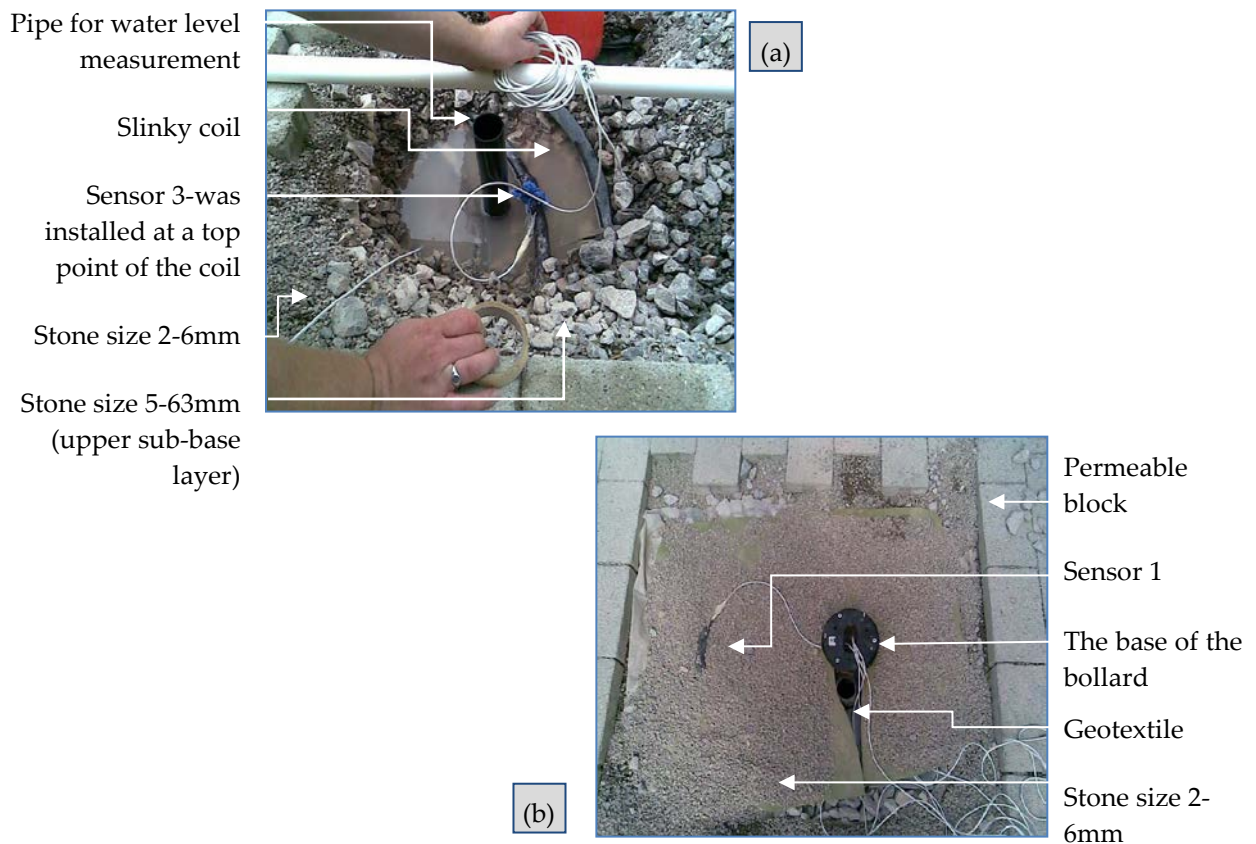 Pipe for water level
measurement
(a)
Slinky coil
Sensor 3-was
installed at a top
point of the coil
Stone size 2-6mm
Stone size 5-63mm
(upper sub-base
layer)
Permeable
block
Sensor 1
The base of the
bollard
Geotextile
Stone size 2-
6mm
(b)